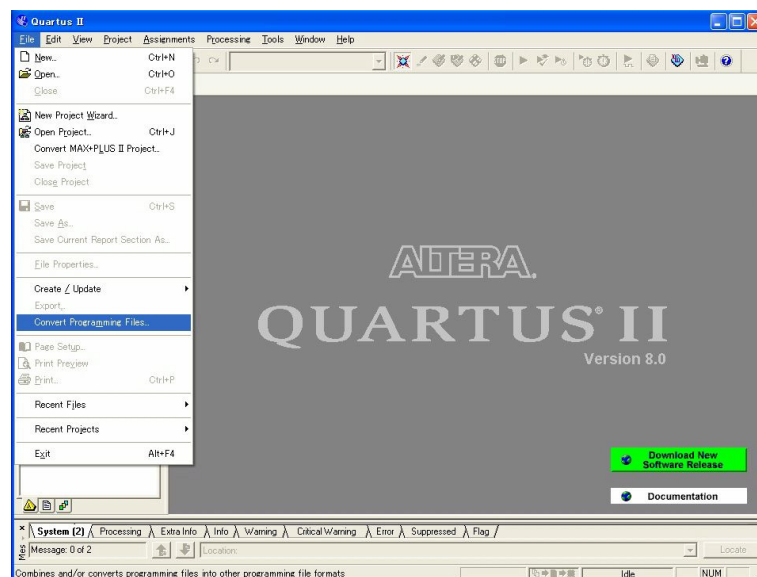 Quartus II
File Edit View Project Assignments Processing Tools Window Help
New... Ctrl+N
Open... Ctrl+O
Close Ctrl+F4
New Project Wizard...
Open Project... Ctrl+J
Convert MAX+PLUS II Project...
Save Project
Close Project
Save Ctrl+S
Save As...
Save Current Report Section As...
File Properties...
Create / Update
Export...
Convert Programming Files...
Page Setup...
Print Preview
Print... Ctrl+P
Recent Files
Recent Projects
Exit Alt+F4
ALTERA.
QUARTUS® II
Version 8.0
Download New
Software Release
Documentation
System (2) Processing Extra Info Info Warning Critical Warning Error Suppressed Flag
Mes
Message: 0 of 2 Location: Locate
Combines and/or converts programming files into other programming file formats Idle NUM